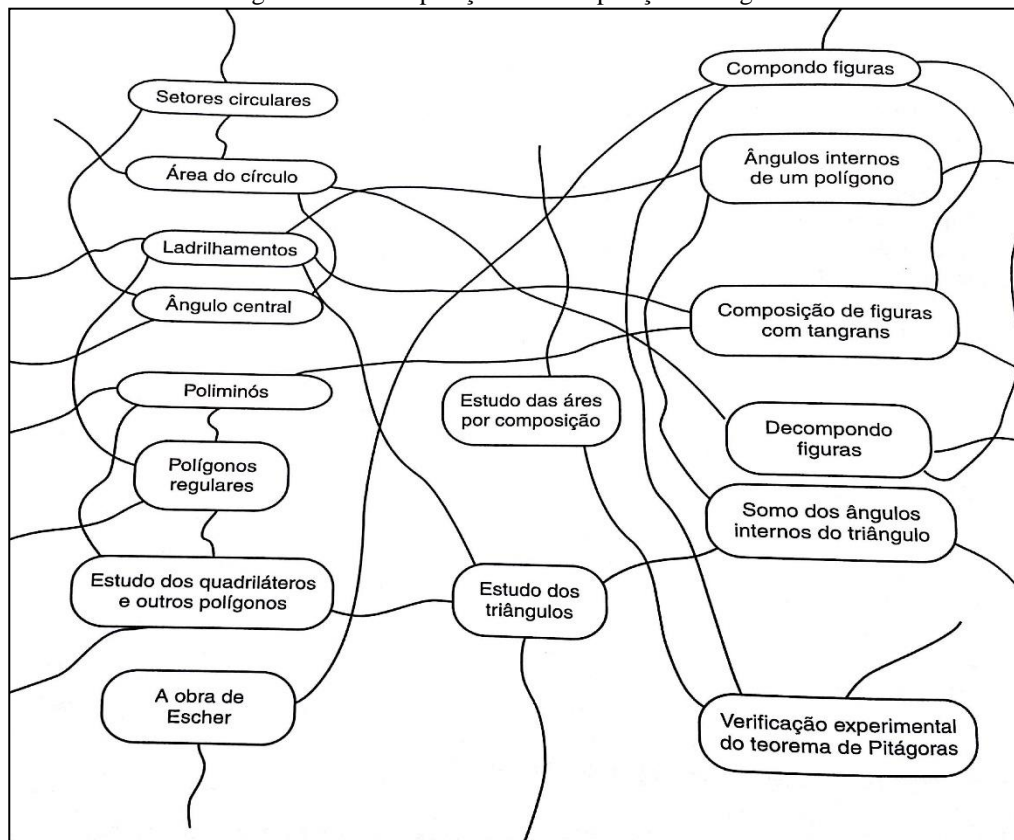 Setores circulares
Área do círculo
Ladrilhamentos
Ângulo central
Poliminós
Polígonos
regulares
Estudo dos quadriláteros
e outros polígonos
A obra de
Escher
Estudo das áres
por composição
Estudo dos
triângulos
Compondo figuras
Ângulos internos
de um polígono
Composição de figuras
com tangrans
Decompondo
figuras
Somo dos ângulos
internos do triângulo
Verificação experimental
do teorema de Pitágoras